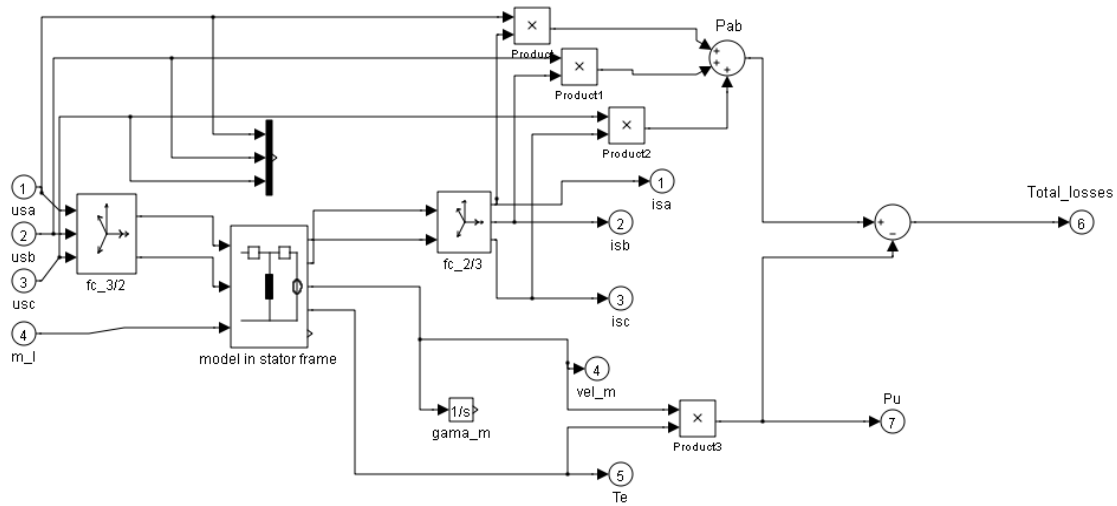 Pab
×
Product
+
+
+
×
Product1
×
Product2
1
usa
2
usb
3
usc
4
m_l
fc_3/2
model in stator frame
fc_2/3
1
isa
2
isb
3
isc
Total_losses
+
−
6
4
vel_m
1/s
gama_m
×
Product3
Pu
7
5
Te